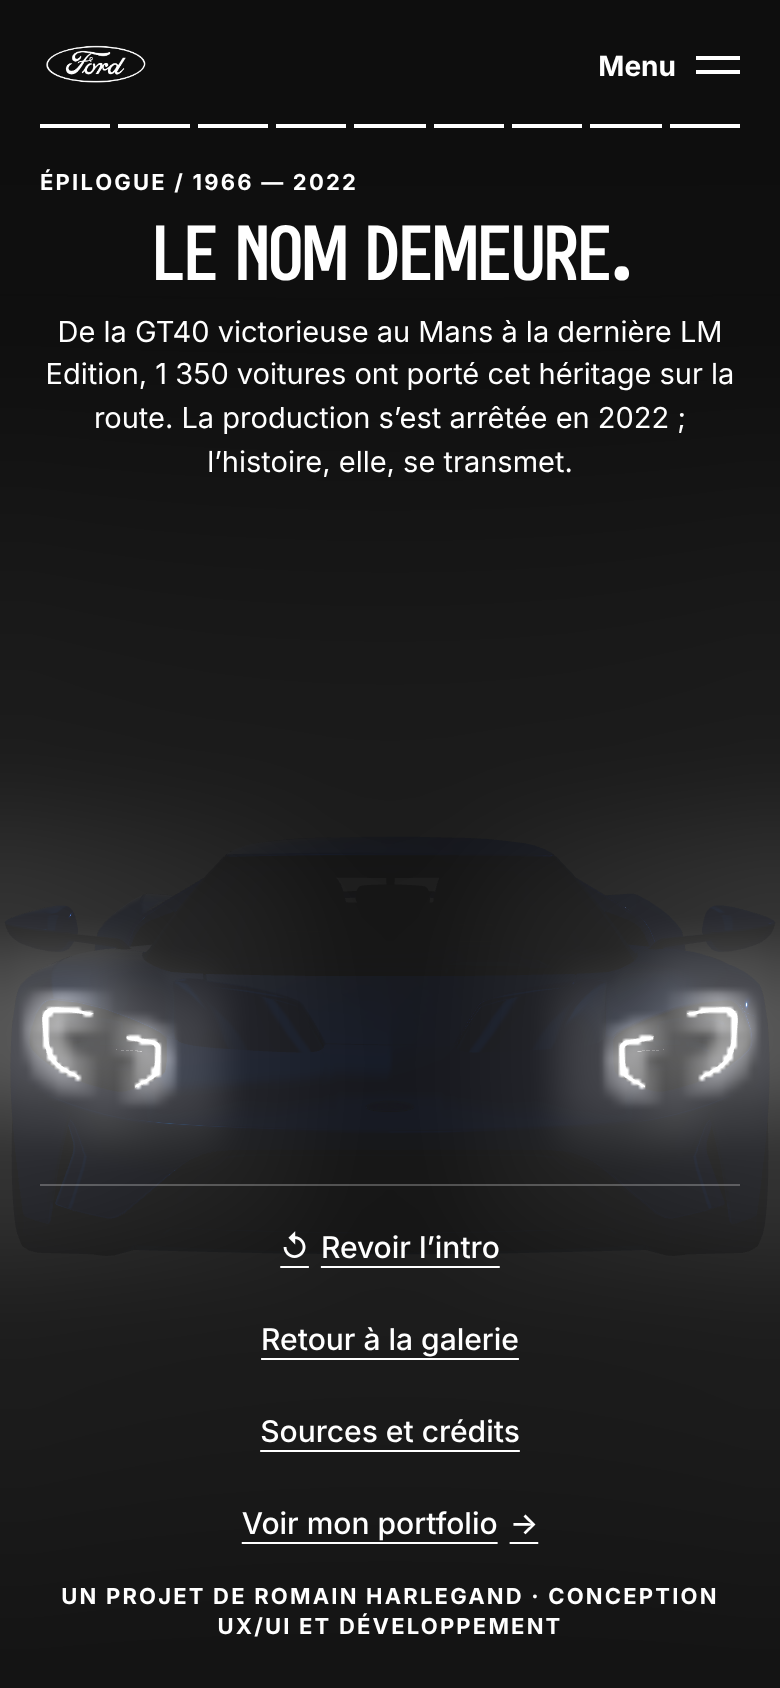 Ford
Menu
ÉPILOGUE / 1966 — 2022
LE NOM DEMEURE.
De la GT40 victorieuse au Mans à la dernière LM
Edition, 1 350 voitures ont porté cet héritage sur la
route. La production s’est arrêtée en 2022 ;
l’histoire, elle, se transmet.
Revoir l’intro
Retour à la galerie
Sources et crédits
Voir mon portfolio →
UN PROJET DE ROMAIN HARLEGAND · CONCEPTION
UX/UI ET DÉVELOPPEMENT